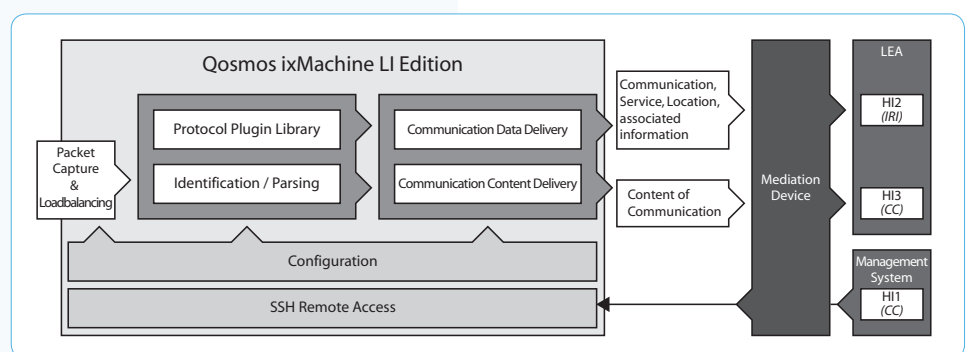 Qosmos ixMachine LI Edition
Packet
Capture
&
Loadbalancing
Protocol Plugin Library
Identification / Parsing
Communication Data Delivery
Communication Content Delivery
Configuration
SSH Remote Access
Communication,
Service, Location,
associated
information
Content of
Communication
Mediation
Device
LEA
HI2
(IRI)
HI3
(CC)
Management
System
HI1
(CC)